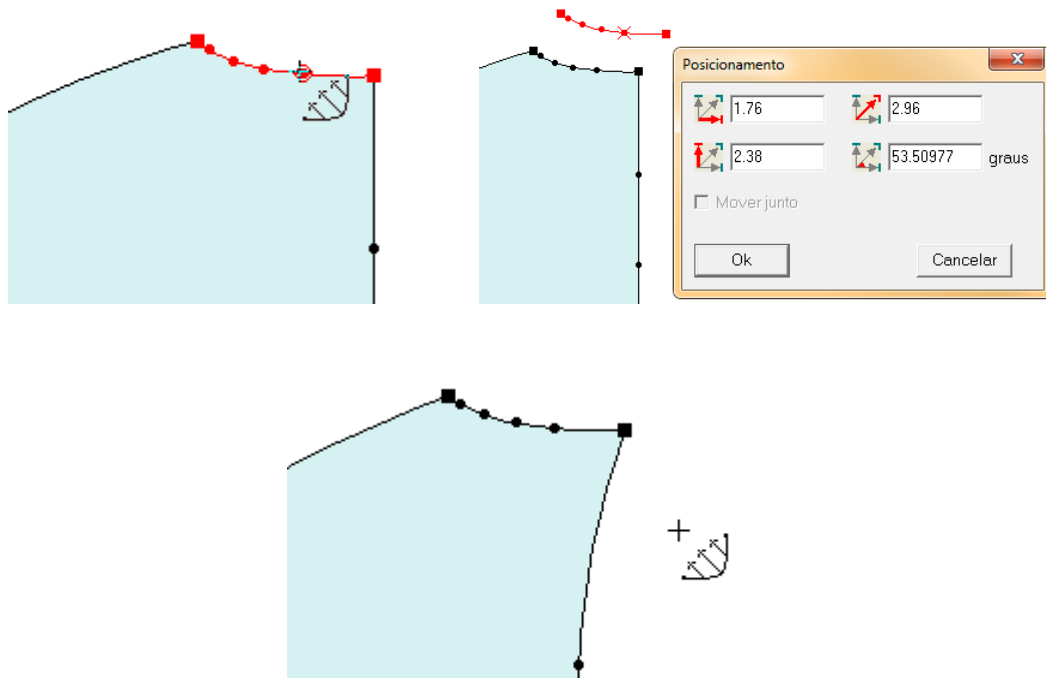 Posicionamento
1.76
2.96
2.38
53.50977 graus
Mover junto
Ok
Cancelar